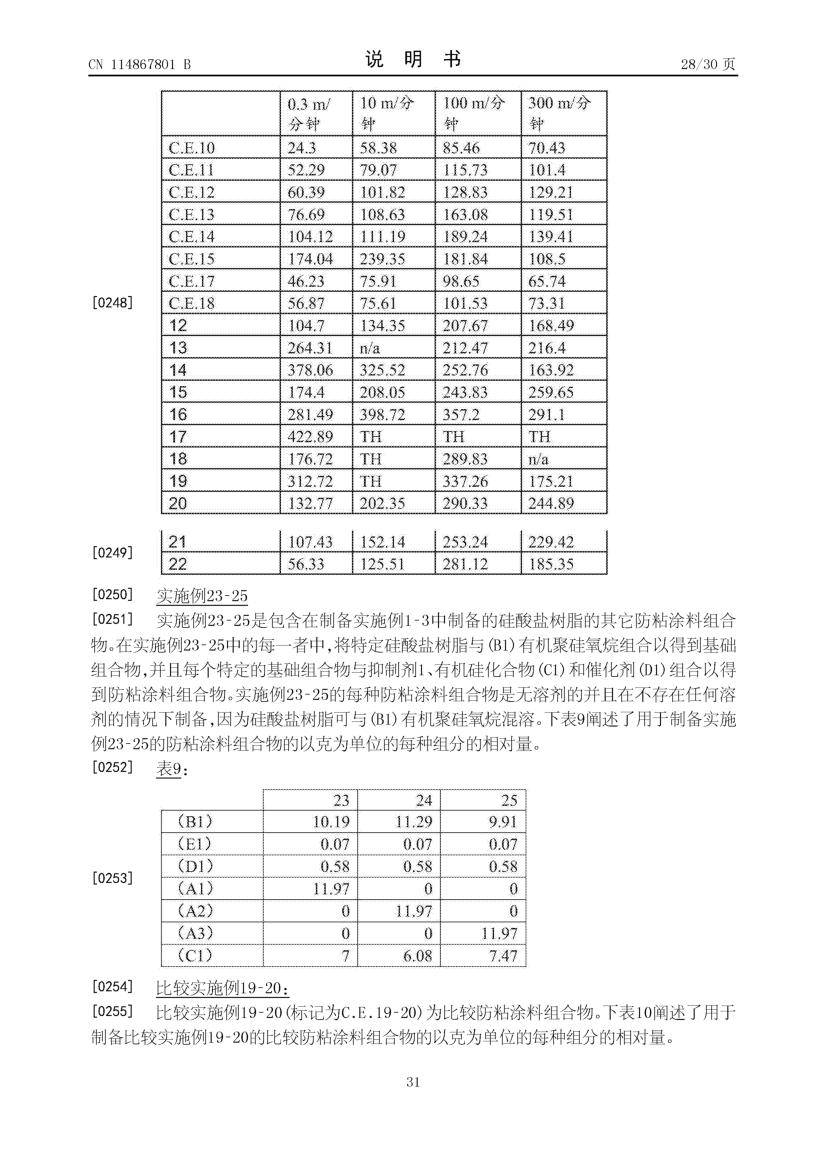 CN 114867801 B
说 明 书
28/30 页
0.3 m/分钟 10 m/分钟 100 m/分钟 300 m/分钟
C.E.10 24.3 58.38 85.46 70.43
C.E.11 52.29 79.07 115.73 101.4
C.E.12 60.39 101.82 128.83 129.21
C.E.13 76.69 108.63 163.08 119.51
C.E.14 104.12 111.19 189.24 139.41
C.E.15 174.04 239.35 181.84 108.5
C.E.17 46.23 75.91 98.65 65.74
[0248] C.E.18 56.87 75.61 101.53 73.31
12 104.7 134.35 207.67 168.49
13 264.31 n/a 212.47 216.4
14 378.06 325.52 252.76 163.92
15 174.4 208.05 243.83 259.65
16 281.49 398.72 357.2 291.1
17 422.89 TH TH TH
18 176.72 TH 289.83 n/a
19 312.72 TH 337.26 175.21
20 132.77 202.35 290.33 244.89
[0249] 21 107.43 152.14 253.24 229.42
22 56.33 125.51 281.12 185.35
[0250] 实施例23-25
[0251] 实施例23-25是包含在制备实施例1-3中制备的硅酸盐树脂的其它防粘涂料组合
物。在实施例23-25中的每一者中,将特定硅酸盐树脂与(B1)有机聚硅氧烷组合以得到基础
组合物,并且每个特定的基础组合物与抑制剂1、有机硅化合物(C1)和催化剂(D1)组合以得
到防粘涂料组合物。实施例23-25的每种防粘涂料组合物是无溶剂的并且在不存在任何溶
剂的情况下制备,因为硅酸盐树脂可与(B1)有机聚硅氧烷混溶。下表9阐述了用于制备实施
例23-25的防粘涂料组合物的以克为单位的每种组分的相对量。
[0252] 表9:
23 24 25
(B1) 10.19 11.29 9.91
(E1) 0.07 0.07 0.07
(D1) 0.58 0.58 0.58
[0253] (A1) 11.97 0 0
(A2) 0 11.97 0
(A3) 0 0 11.97
(C1) 7 6.08 7.47
[0254] 比较实施例19-20:
[0255] 比较实施例19-20(标记为C.E.19-20)为比较防粘涂料组合物。下表10阐述了用于
制备比较实施例19-20的比较防粘涂料组合物的以克为单位的每种组分的相对量。
31